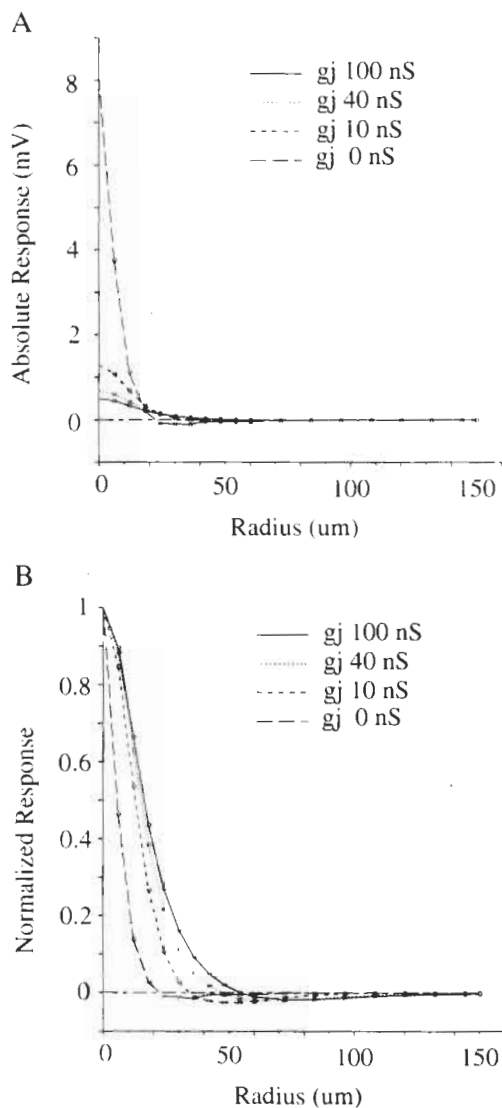 A
gj 100 nS
gj 40 nS
gj 10 nS
gj 0 nS
Absolute Response (mV)
8
6
4
2
0
0
50
100
150
Radius (um)
B
gj 100 nS
gj 40 nS
gj 10 nS
gj 0 nS
Normalized Response
1
0.8
0.6
0.4
0.2
0
0
50
100
150
Radius (um)